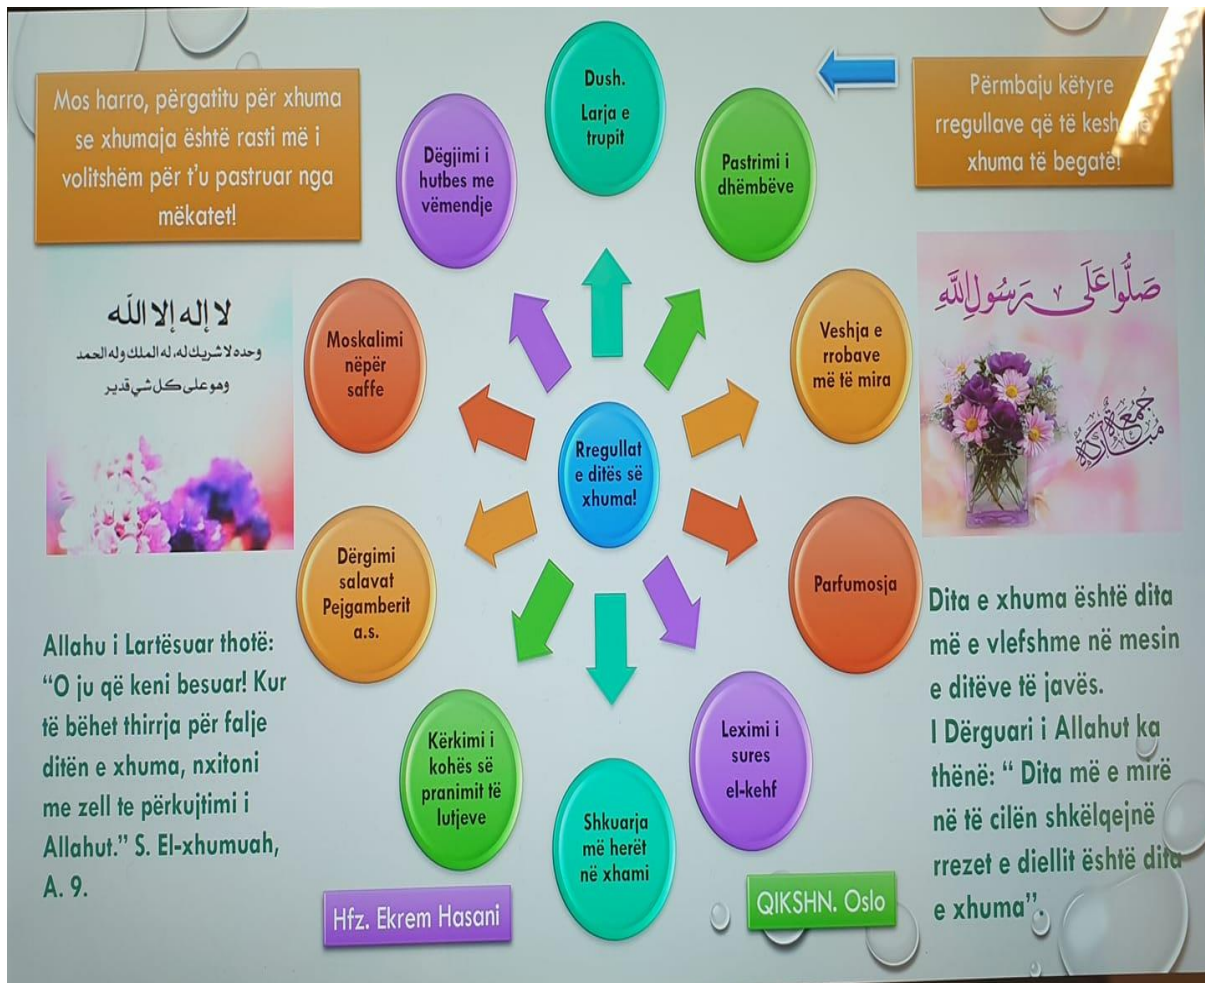 Mos harro, përgatitu për xhuma
se xhumaja është rasti më i
volitshëm për t'u pastruar nga
mëkatet!
Përmbaju këtyre
rregullave që të kesh
xhuma të begatë!
Dush.
Larja e
trupit
Pastrimi i
dhëmbëve
Veshja e
rrobave
më të mira
Parfumosja
Leximi i
sures
el-kehf
Shkuarja
më herët
në xhami
Kërkimi i
kohës së
pranimit të
lutjeve
Dërgimi
salavat
Pejgamberit
a.s.
Moskalimi
nëpër
saffe
Dëgjimi i
hutbes me
vëmendje
Rregullat
e ditës së
xhuma!
لا إله إلا الله
وحده لا شريك له، له الملك وله الحمد
وهو على كل شي قدير
صَلُّوا عَلَى رَسُولِ اللَّهِ
جُمُعَة
مُبَارَكَة
Allahu i Lartësuar thotë:
“O ju që keni besuar! Kur
të bëhet thirrja për falje
ditën e xhuma, nxitoni
me zell te përkujtimi i
Allahut.” S. El-xhumuah,
A. 9.
Dita e xhuma është dita
më e vlefshme në mesin
e ditëve të javës.
I Dërguari i Allahut ka
thënë: “ Dita më e mirë
në të cilën shkëlqejnë
rrezet e diellit është dita
e xhuma”.
Hfz. Ekrem Hasani
QIKSHN. Oslo